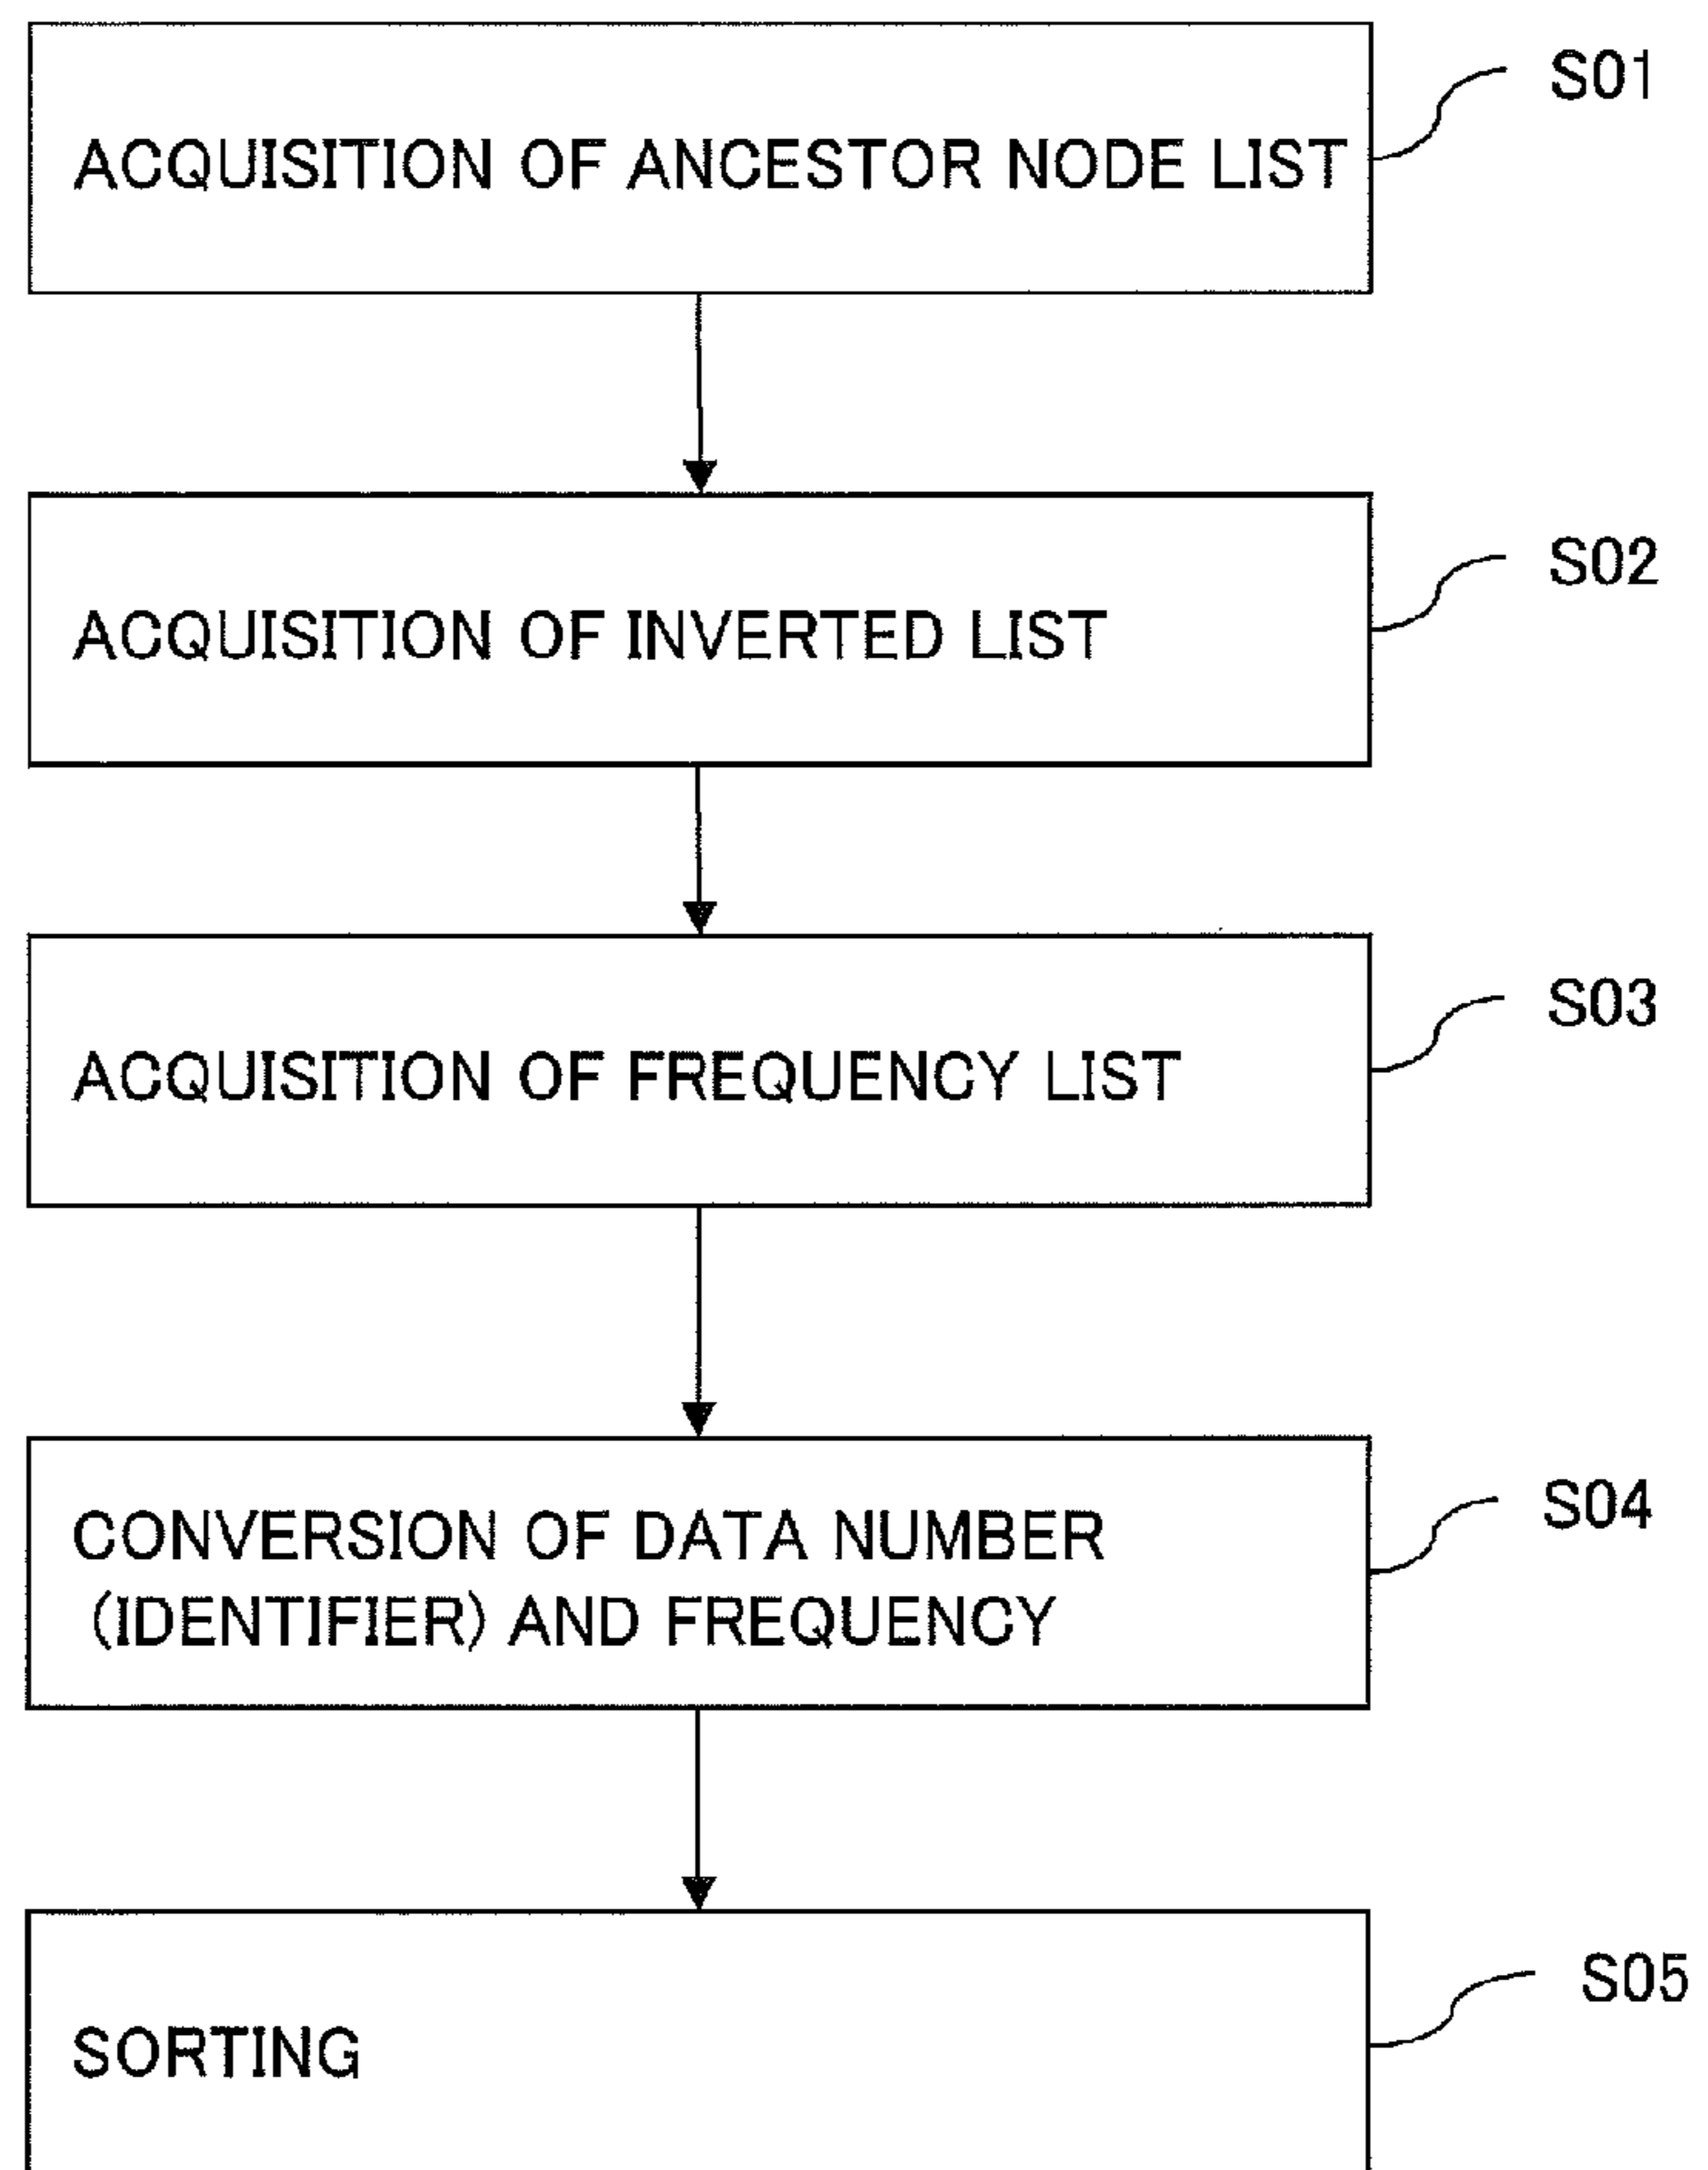 S01
ACQUISITION OF ANCESTOR NODE LIST
S02
ACQUISITION OF INVERTED LIST
S03
ACQUISITION OF FREQUENCY LIST
S04
CONVERSION OF DATA NUMBER
(IDENTIFIER) AND FREQUENCY
S05
SORTING